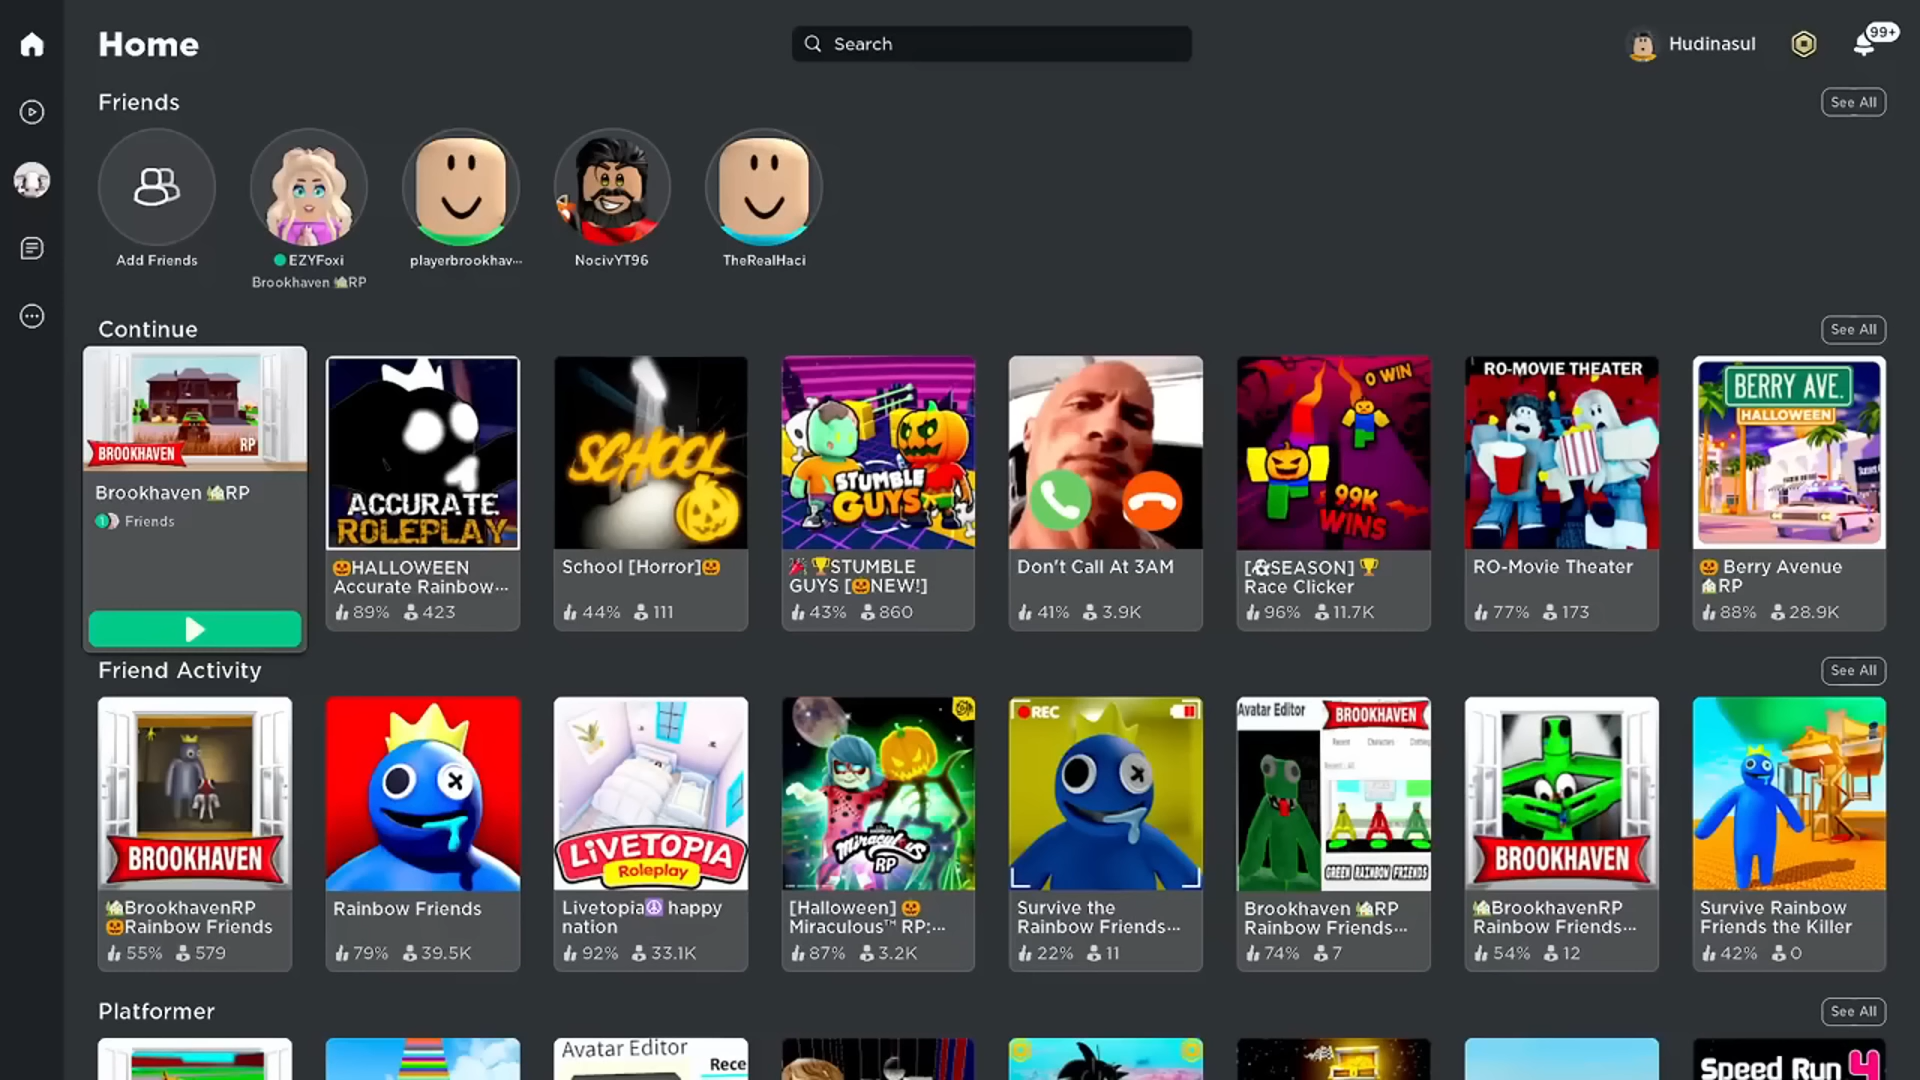 Home
Search
Hudinasul
99+
Friends
See All
Add Friends
EZYFoxi
Brookhaven RP
playerbrookhav...
NocivYT96
TheRealHaci
Continue
See All
BROOKHAVEN
RP
Brookhaven RP
Friends
ACCURATE
ROLEPLAY
HALLOWEEN
Accurate Rainbow...
89% 423
SCHOOL
School [Horror]
44% 111
STUMBLE
GUYS
STUMBLE
GUYS [NEW!]
43% 860
Don't Call At 3AM
41% 3.9K
0 WIN
99K
WINS
[SEASON]
Race Clicker
96% 11.7K
RO-MOVIE THEATER
RO-Movie Theater
77% 173
BERRY AVE.
HALLOWEEN
Berry Avenue
RP
88% 28.9K
Friend Activity
See All
BROOKHAVEN
BrookhavenRP
Rainbow Friends
55% 579
Rainbow Friends
79% 39.5K
LIVETOPIA
Roleplay
Livetopia happy
nation
92% 33.1K
Miraculous
RP
[Halloween]
Miraculous™ RP:...
87% 3.2K
REC
Survive the
Rainbow Friends...
22% 11
Avatar Editor
BROOKHAVEN
Recent Characters Clothing
GREEN RAINBOW FRIENDS
Brookhaven RP
Rainbow Friends...
74% 7
BROOKHAVEN
BrookhavenRP
Rainbow Friends...
54% 12
Survive Rainbow
Friends the Killer
42% 0
Platformer
See All
Avatar Editor
Rece
Speed Run 4